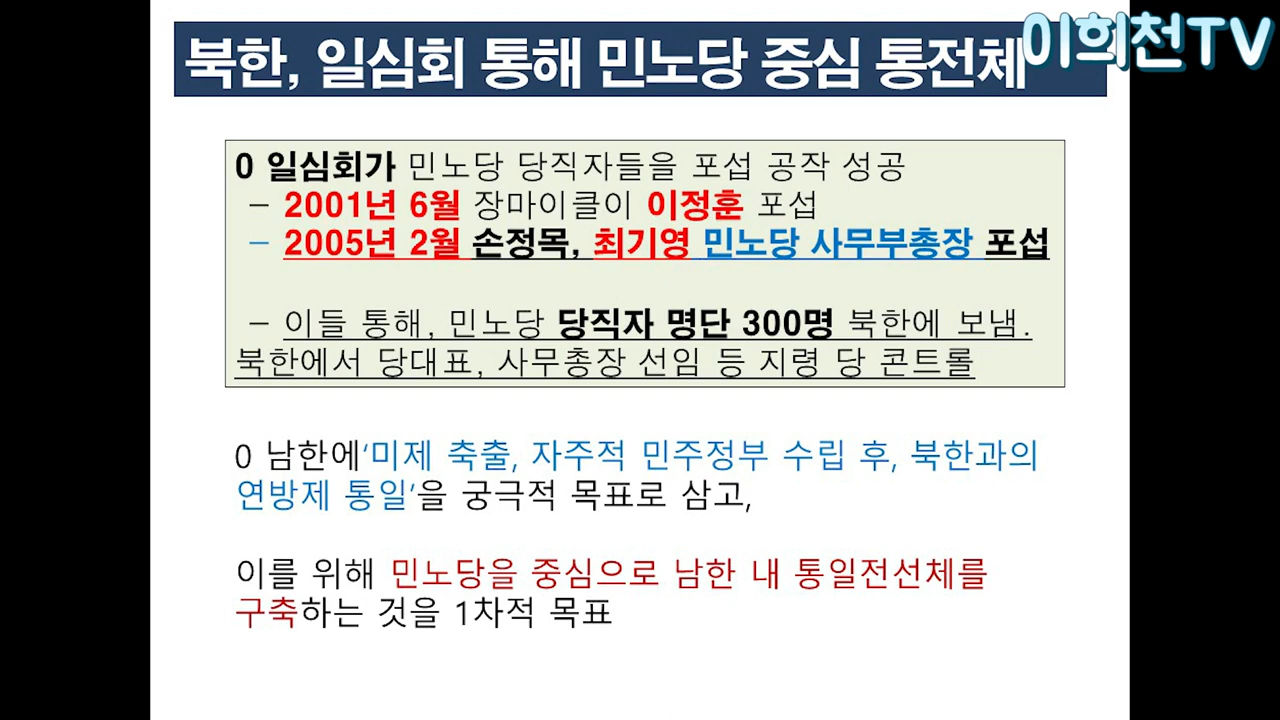 북한, 일심회 통해 민노당 중심 통전체
이희천TV
0 일심회가 민노당 당직자들을 포섭 공작 성공
– 2001년 6월 장마이클이 이정훈 포섭
– 2005년 2월 손정목, 최기영 민노당 사무부총장 포섭
– 이들 통해, 민노당 당직자 명단 300명 북한에 보냄.
북한에서 당대표, 사무총장 선임 등 지령 당 콘트롤
0 남한에‘미제 축출, 자주적 민주정부 수립 후, 북한과의
연방제 통일’을 궁극적 목표로 삼고,
이를 위해 민노당을 중심으로 남한 내 통일전선체를
구축하는 것을 1차적 목표